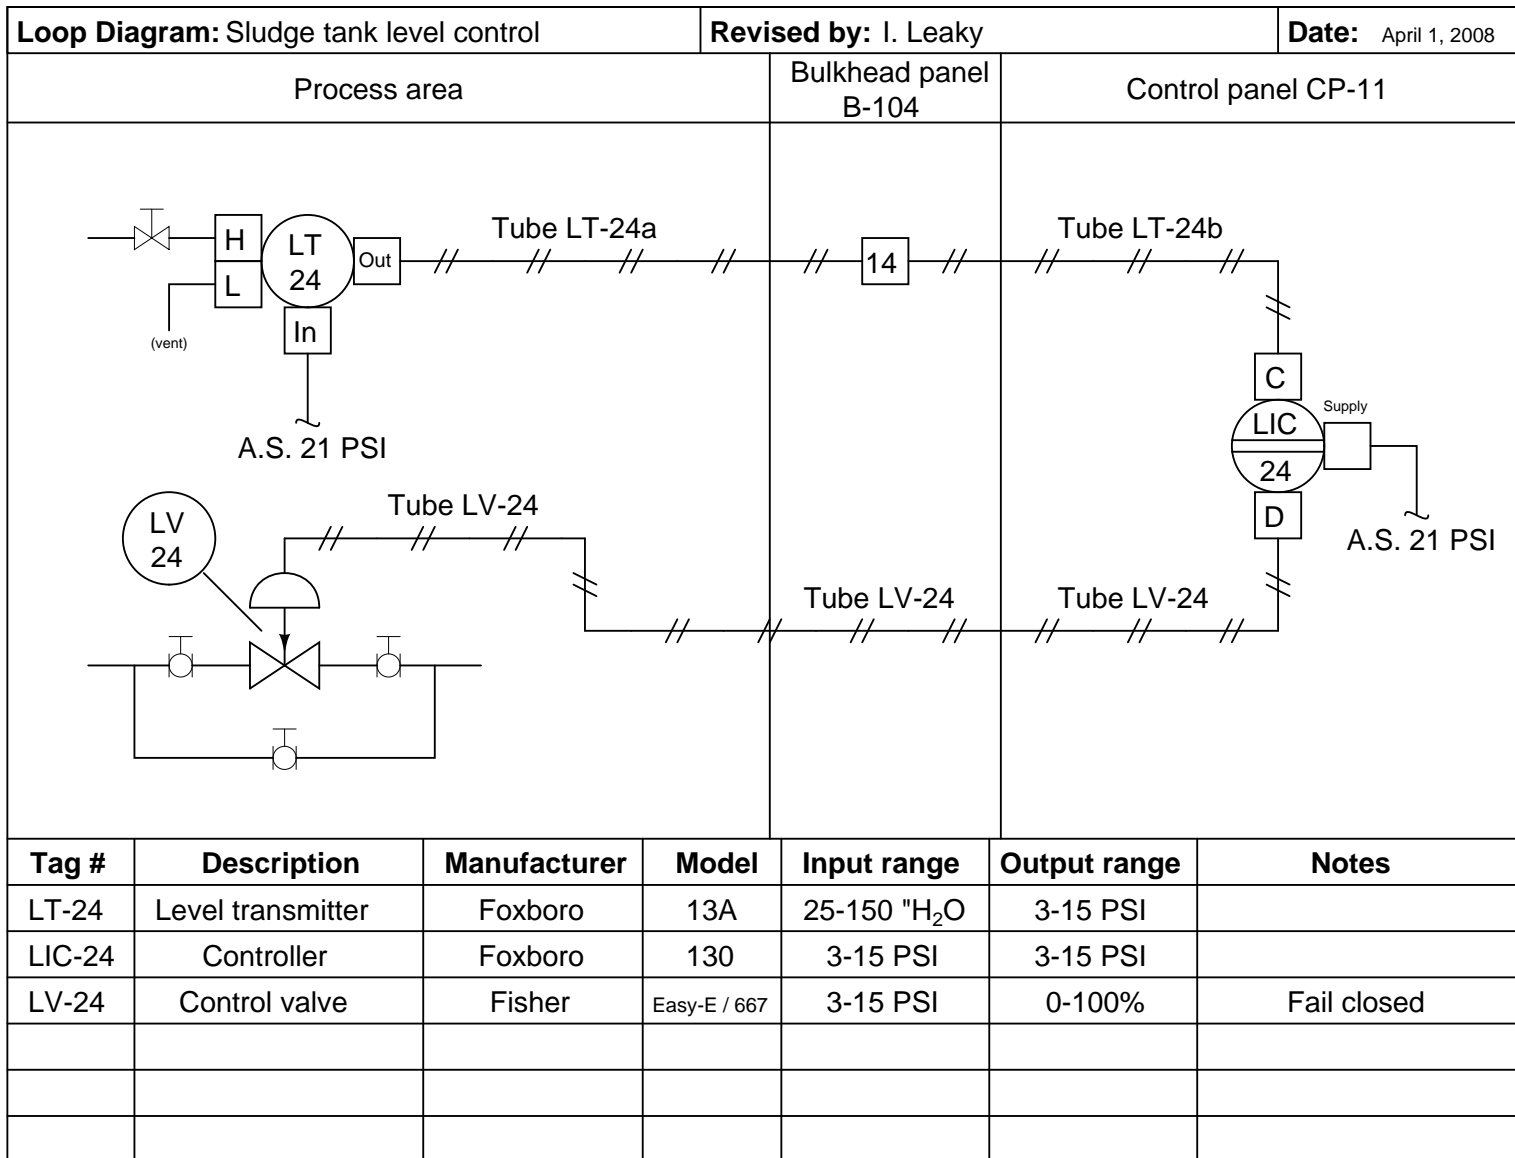 Loop Diagram: Sludge tank level control Revised by: I. Leaky Date: April 1, 2008
Process area
Bulkhead panel
B-104
Control panel CP-11
H
L
LT
24
Out
In
(vent)
A.S. 21 PSI
Tube LT-24a
14
Tube LT-24b
C
LIC
24
D
Supply
A.S. 21 PSI
LV
24
Tube LV-24
Tube LV-24
Tube LV-24
Tag # Description Manufacturer Model Input range Output range Notes
LT-24 Level transmitter Foxboro 13A 25-150 "H₂O 3-15 PSI
LIC-24 Controller Foxboro 130 3-15 PSI 3-15 PSI
LV-24 Control valve Fisher Easy-E / 667 3-15 PSI 0-100% Fail closed